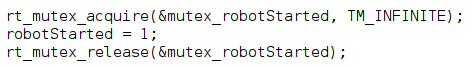 rt_mutex_acquire(&mutex_robotStarted, TM_INFINITE);
robotStarted = 1;
rt_mutex_release(&mutex_robotStarted);